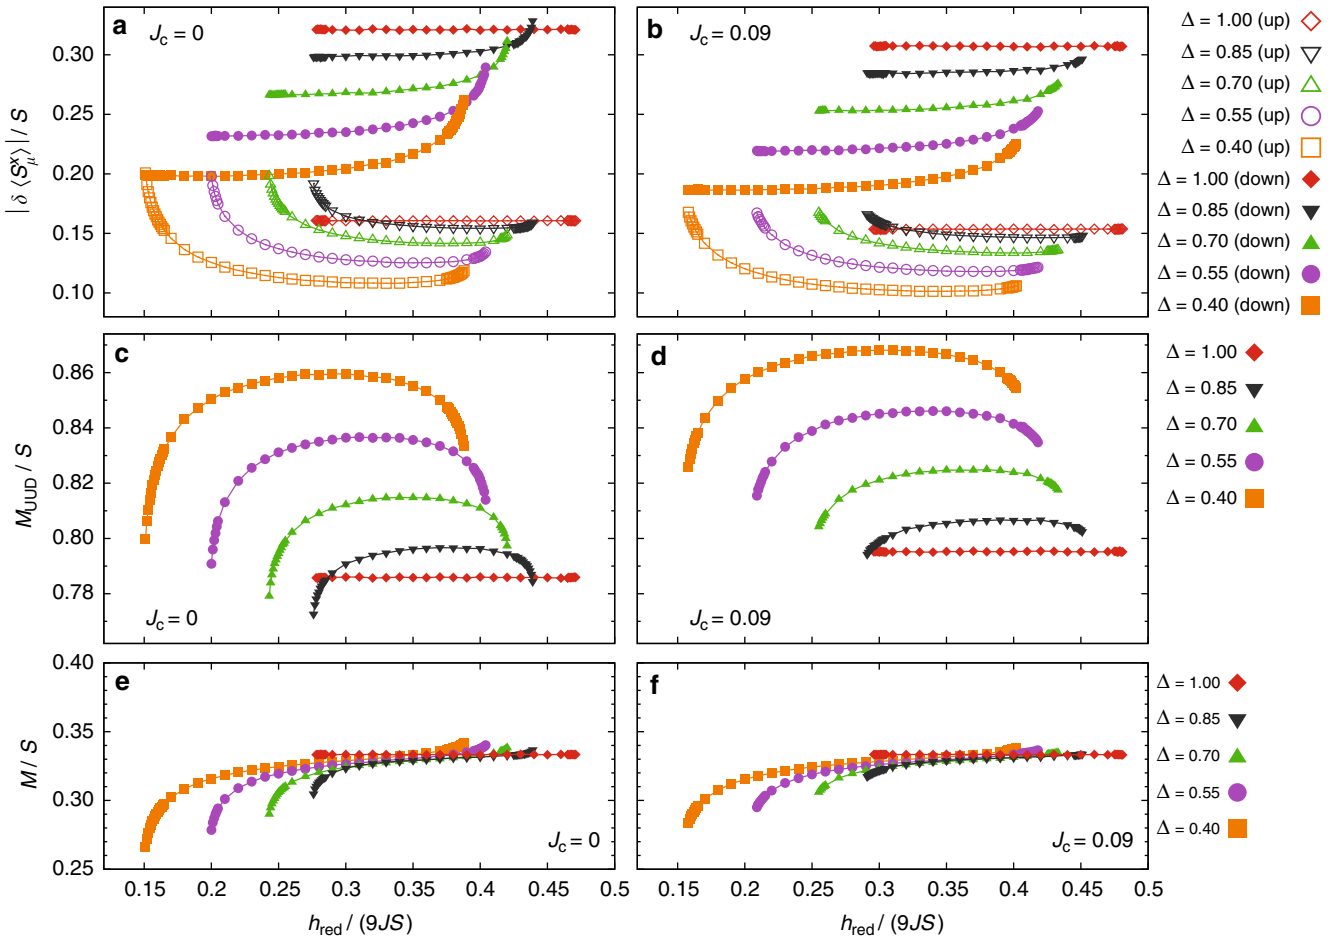 a
J_c = 0
b
J_c = 0.09
0.30
0.25
0.20
0.15
0.10
| δ ⟨S^x_μ⟩ | / S
Δ = 1.00 (up)
Δ = 0.85 (up)
Δ = 0.70 (up)
Δ = 0.55 (up)
Δ = 0.40 (up)
Δ = 1.00 (down)
Δ = 0.85 (down)
Δ = 0.70 (down)
Δ = 0.55 (down)
Δ = 0.40 (down)
c
J_c = 0
d
J_c = 0.09
0.86
0.84
0.82
0.80
0.78
M_UUD / S
Δ = 1.00
Δ = 0.85
Δ = 0.70
Δ = 0.55
Δ = 0.40
e
J_c = 0
f
J_c = 0.09
0.40
0.35
0.30
0.25
M / S
Δ = 1.00
Δ = 0.85
Δ = 0.70
Δ = 0.55
Δ = 0.40
0.15 0.2 0.25 0.3 0.35 0.4 0.45 0.5
0.15 0.2 0.25 0.3 0.35 0.4 0.45 0.5
h_red / (9JS)
h_red / (9JS)